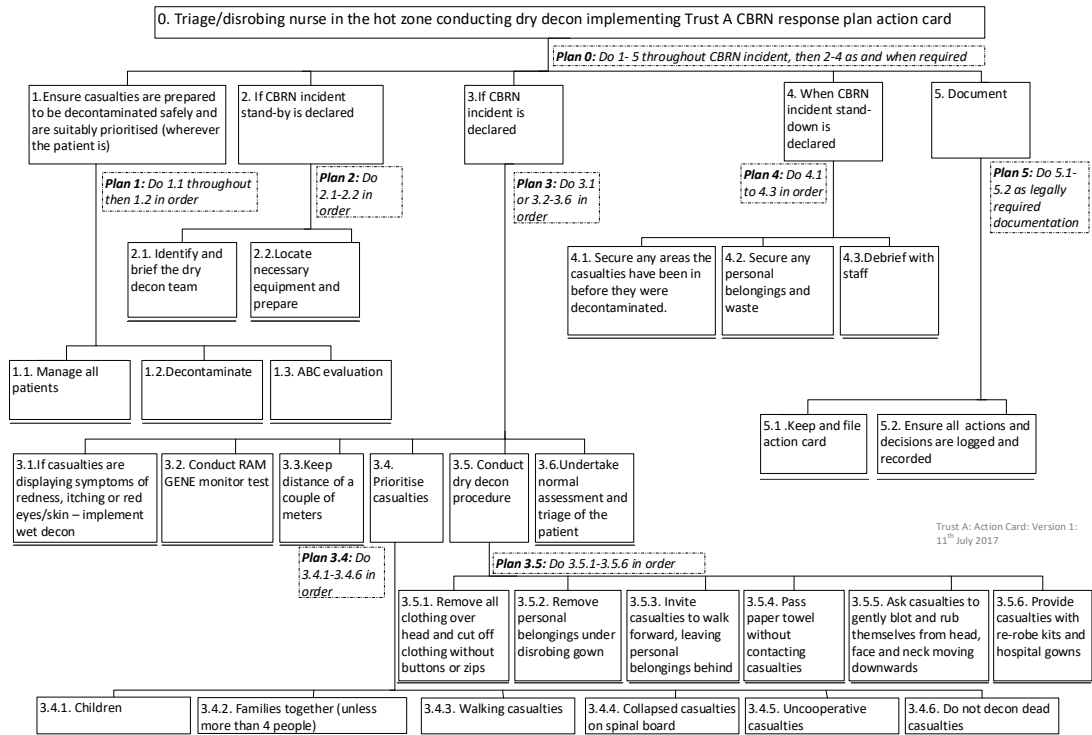 0. Triage/disrobing nurse in the hot zone conducting dry decon implementing Trust A CBRN response plan action card
Plan 0: Do 1- 5 throughout CBRN incident, then 2-4 as and when required
1.Ensure casualties are prepared
to be decontaminated safely and
are suitably prioritised (wherever
the patient is)
2. If CBRN
incident stand-by
is declared
3.If CBRN
incident is
declared
4. When CBRN
incident stand-
down is
declared
5. Document
Plan 1: Do 1.1 throughout
then 1.2 in order
Plan 2: Do
2.1-2.2 in
order
Plan 3: Do 3.1
or 3.2-3.6 in
order
Plan 4: Do 4.1
to 4.3 in order
Plan 5: Do 5.1-
5.2 as legally
required
documentation
2.1. Identify and
brief the dry
decon team
2.2.Locate
necessary
equipment and
prepare
4.1. Secure any areas the
casualties have been in
before they were
decontaminated.
4.2. Secure any
personal
belongings and
waste
4.3.Debrief with
staff
1.1. Manage all
patients
1.2.Decontaminate
1.3. ABC evaluation
5.1 .Keep and file
action card
5.2. Ensure all actions and
decisions are logged and
recorded
3.1.If casualties are
displaying symptoms of
redness, itching or red
eyes/skin – implement
wet decon
3.2. Conduct RAM
GENE monitor test
3.3.Keep
distance of a
couple of
meters
3.4.
Prioritise
casualties
3.5. Conduct
dry decon
procedure
3.6.Undertake
normal
assessment and
triage of the
patient
Trust A: Action Card: Version 1:
11th July 2017
Plan 3.4: Do
3.4.1-3.4.6 in
order
Plan 3.5: Do 3.5.1-3.5.6 in order
3.5.1. Remove all
clothing over
head and cut off
clothing without
buttons or zips
3.5.2. Remove
personal
belongings under
disrobing gown
3.5.3. Invite
casualties to walk
forward, leaving
personal
belongings behind
3.5.4. Pass
paper towel
without
contacting
casualties
3.5.5. Ask casualties to
gently blot and rub
themselves from head,
face and neck moving
downwards
3.5.6. Provide
casualties with
re-robe kits and
hospital gowns
3.4.1. Children
3.4.2. Families together (unless
more than 4 people)
3.4.3. Walking casualties
3.4.4. Collapsed casualties
on spinal board
3.4.5. Uncooperative
casualties
3.4.6. Do not decon dead
casualties